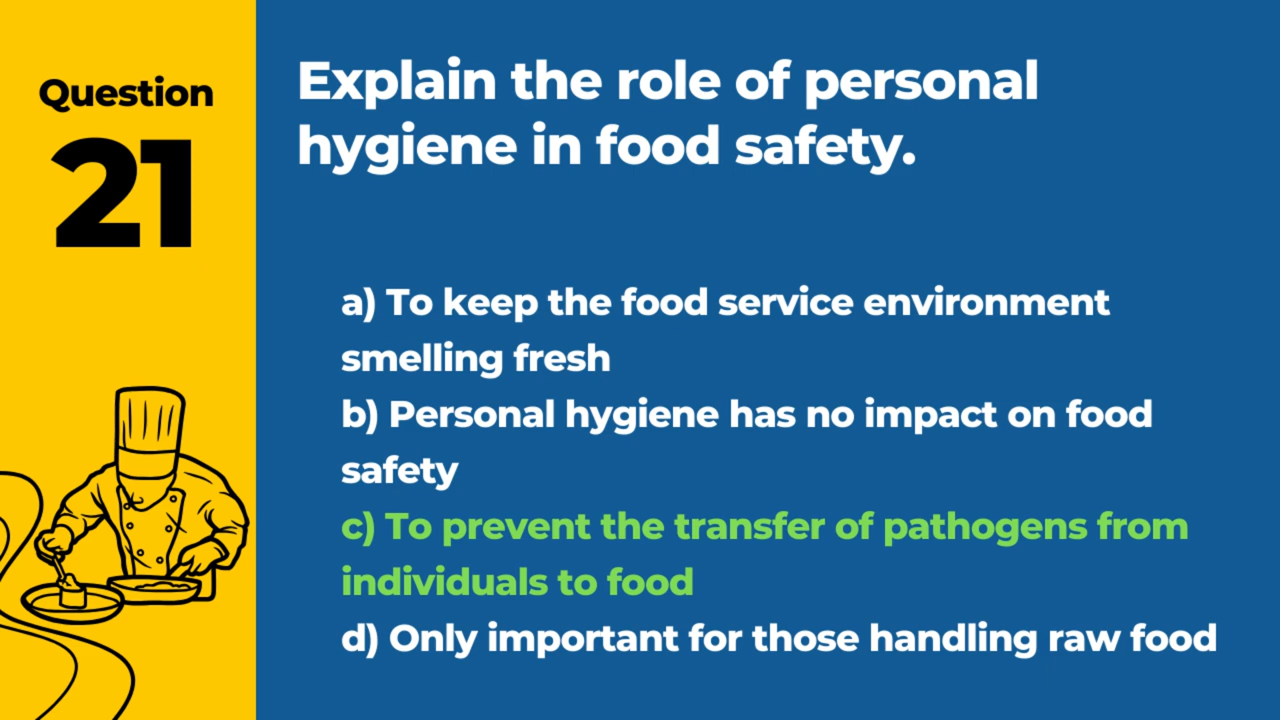 Question
21
Explain the role of personal
hygiene in food safety.
a) To keep the food service environment
smelling fresh
b) Personal hygiene has no impact on food
safety
c) To prevent the transfer of pathogens from
individuals to food
d) Only important for those handling raw food